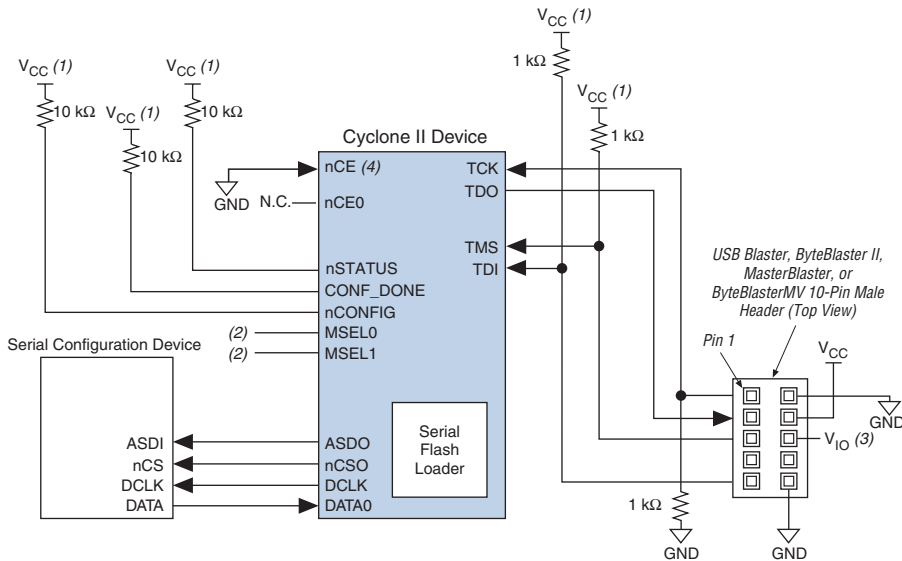 VCC (1)
1 kΩ
VCC (1)
10 kΩ
VCC (1)
10 kΩ
VCC (1)
10 kΩ
VCC (1)
1 kΩ
Cyclone II Device
GND
nCE (4)
N.C.
nCE0
nSTATUS
CONF_DONE
nCONFIG
(2)
MSEL0
(2)
MSEL1
TCK
TDO
TMS
TDI
USB Blaster, ByteBlaster II,
MasterBlaster, or
ByteBlasterMV 10-Pin Male
Header (Top View)
Pin 1
VCC
GND
VIO (3)
Serial Configuration Device
ASDI
nCS
DCLK
DATA
ASDO
nCSO
DCLK
DATA0
Serial
Flash
Loader
1 kΩ
GND
GND